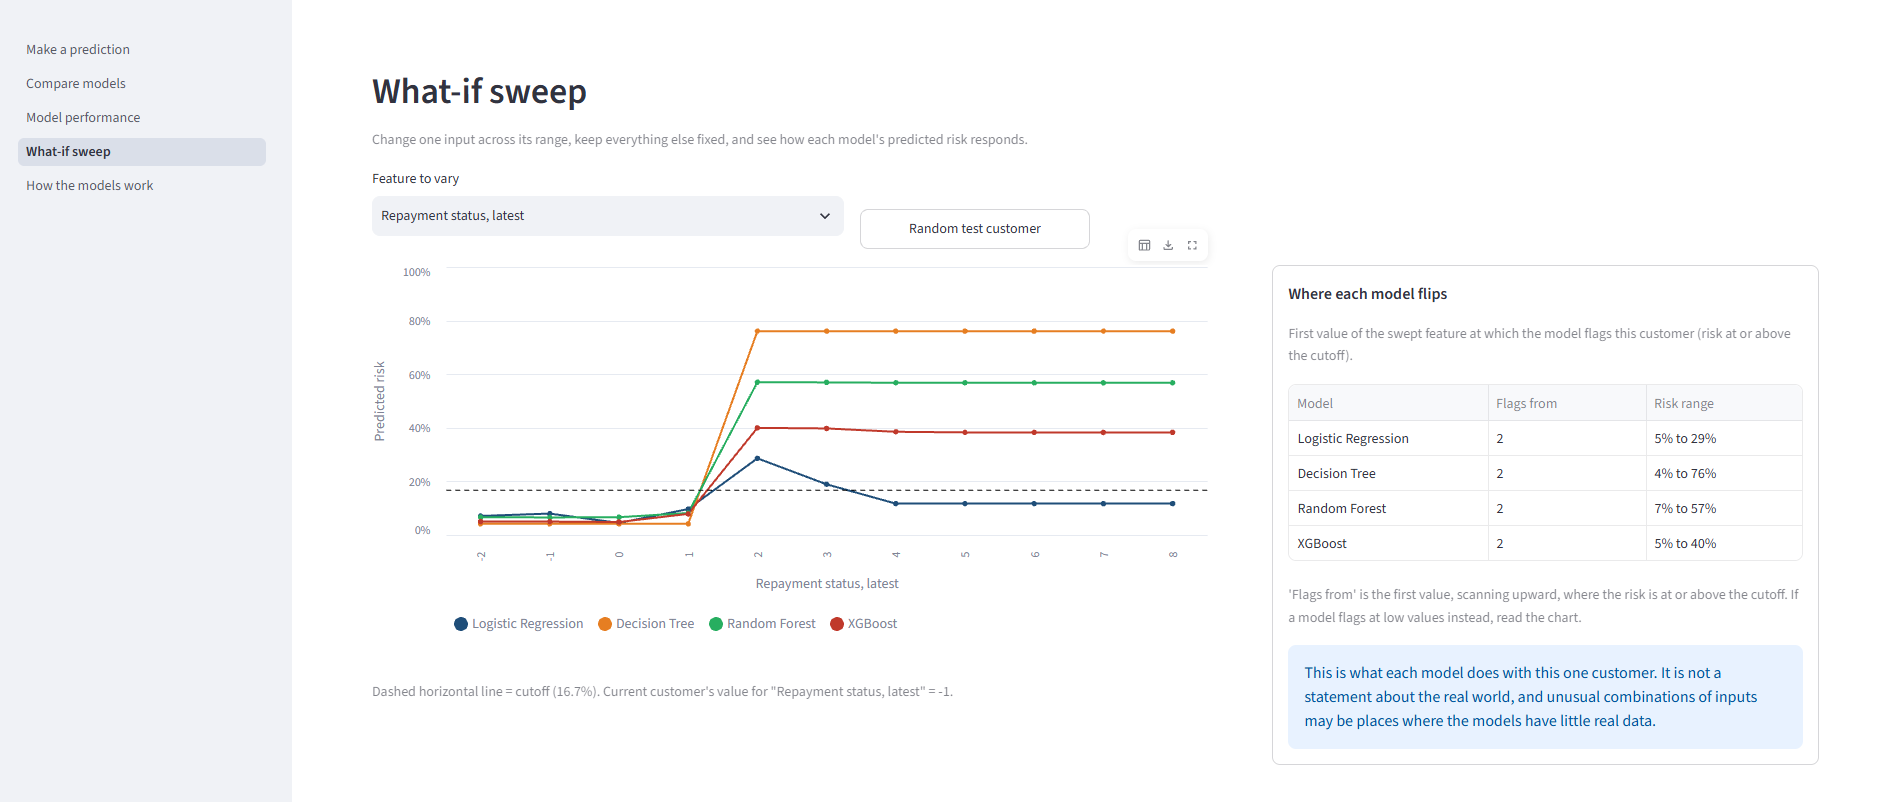 Make a prediction
Compare models
Model performance
What-if sweep
How the models work
What-if sweep
Change one input across its range, keep everything else fixed, and see how each model's predicted risk responds.
Feature to vary
Repayment status, latest
Random test customer
100%
80%
60%
40%
20%
0%
Predicted risk
-2
-1
0
1
2
3
4
5
6
7
8
Repayment status, latest
Logistic Regression
Decision Tree
Random Forest
XGBoost
Dashed horizontal line = cutoff (16.7%). Current customer's value for "Repayment status, latest" = -1.
Where each model flips
First value of the swept feature at which the model flags this customer (risk at or above
the cutoff).
Model Flags from Risk range
Logistic Regression 2 5% to 29%
Decision Tree 2 4% to 76%
Random Forest 2 7% to 57%
XGBoost 2 5% to 40%
'Flags from' is the first value, scanning upward, where the risk is at or above the cutoff. If
a model flags at low values instead, read the chart.
This is what each model does with this one customer. It is not a
statement about the real world, and unusual combinations of inputs
may be places where the models have little real data.